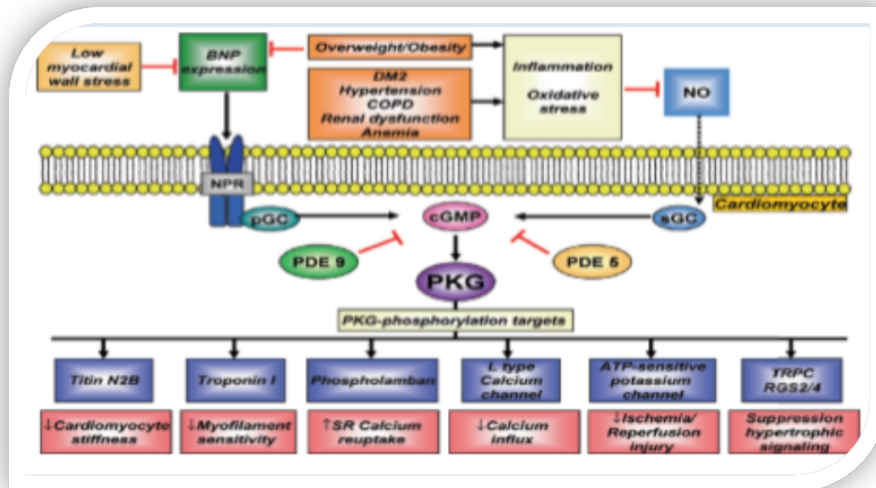 Low
myocardial
wall stress
BNP
expression
Overweight/Obesity
DM2
Hypertension
COPD
Renal dysfunction
Anemia
Inflammation
Oxidative
stress
NO
NPR
Cardiomyocyte
pGC
cGMP
sGC
PDE 9
PDE 5
PKG
PKG-phosphorylation targets
Titin N2B
Troponin I
Phospholamban
L type
Calcium
channel
ATP-sensitive
potassium
channel
TRPC
RGS2/4
↓Cardiomyocyte
stiffness
↓Myofilament
sensitivity
↑SR Calcium
reuptake
↓Calcium
influx
↓Ischemia/
Reperfusion
injury
Suppression
hypertrophic
signaling